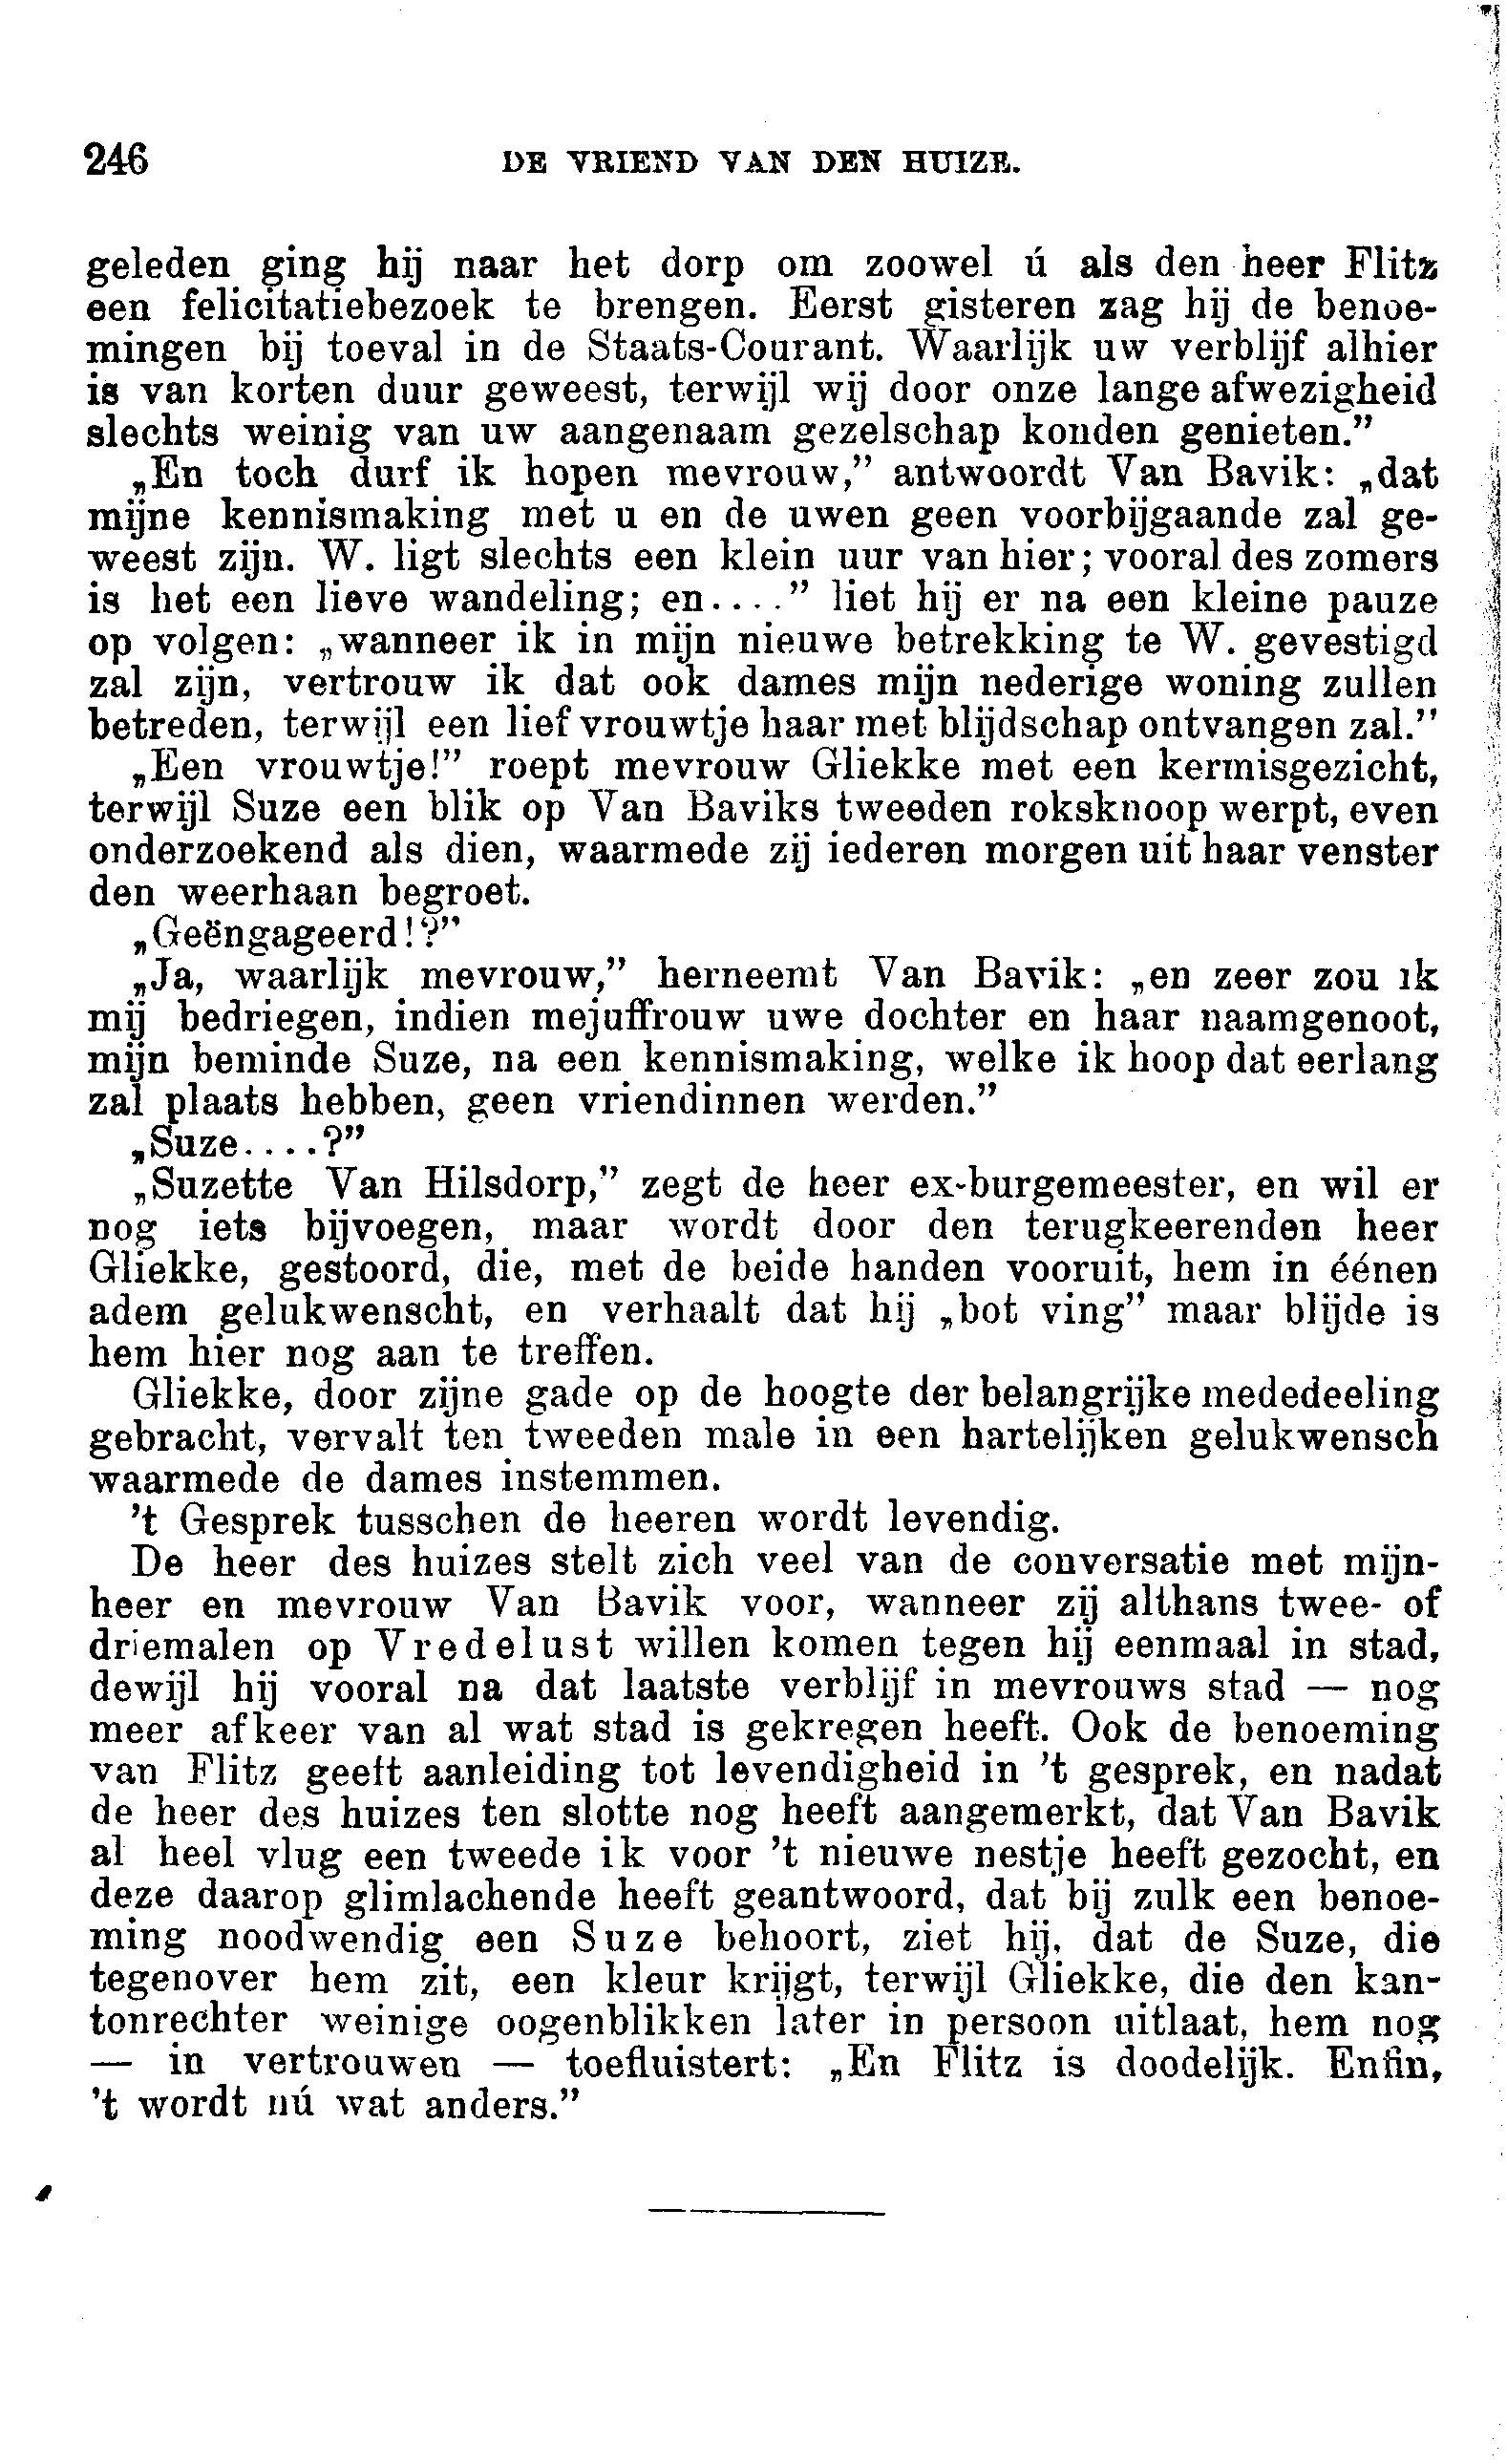 246 DE VRIEND VAN DEN HUIZE.
geleden ging hij naar het dorp om zoowel ú als den heer Flitz
een felicitatiebezoek te brengen. Eerst gisteren zag hij de benoe-
mingen bij toeval in de Staats-Courant. Waarlijk uw verblijf alhier
is van korten duur geweest, terwijl wij door onze lange afwezigheid
slechts weinig van uw aangenaam gezelschap konden genieten.”
„En toch durf ik hopen mevrouw,” antwoordt Van Bavik: „dat
mijne kennismaking met u en de uwen geen voorbijgaande zal ge-
weest zijn. W. ligt slechts een klein uur van hier; vooral des zomers
is het een lieve wandeling; en....” liet hij er na een kleine pauze
op volgen: „wanneer ik in mijn nieuwe betrekking te W. gevestigd
zal zijn, vertrouw ik dat ook dames mijn nederige woning zullen
betreden, terwijl een lief vrouwtje haar met blijdschap ontvangen zal.”
„Een vrouwtje!” roept mevrouw Gliekke met een kermisgezicht,
terwijl Suze een blik op Van Baviks tweeden roksknoop werpt, even
onderzoekend als dien, waarmede zij iederen morgen uit haar venster
den weerhaan begroet.
„Geëngageerd!?”
„Ja, waarlijk mevrouw,” herneemt Van Bavik: „en zeer zou ik
mij bedriegen, indien mejuffrouw uwe dochter en haar naamgenoot,
mijn beminde Suze, na een kennismaking, welke ik hoop dat eerlang
zal plaats hebben, geen vriendinnen werden.”
„Suze....?”
„Suzette Van Hilsdorp,” zegt de heer ex-burgemeester, en wil er
nog iets bijvoegen, maar wordt door den terugkeerenden heer
Gliekke, gestoord, die, met de beide handen vooruit, hem in éénen
adem gelukwenscht, en verhaalt dat hij „bot ving” maar blijde is
hem hier nog aan te treffen.
Gliekke, door zijne gade op de hoogte der belangrijke mededeeling
gebracht, vervalt ten tweeden male in een hartelijken gelukwensch
waarmede de dames instemmen.
’t Gesprek tusschen de heeren wordt levendig.
De heer des huizes stelt zich veel van de conversatie met mijn-
heer en mevrouw Van Bavik voor, wanneer zij althans twee- of
driemalen op Vredelust willen komen tegen hij eenmaal in stad,
dewijl hij vooral na dat laatste verblijf in mevrouws stad — nog
meer afkeer van al wat stad is gekregen heeft. Ook de benoeming
van Flitz geeft aanleiding tot levendigheid in ’t gesprek, en nadat
de heer des huizes ten slotte nog heeft aangemerkt, dat Van Bavik
al heel vlug een tweede ik voor ’t nieuwe nestje heeft gezocht, en
deze daarop glimlachende heeft geantwoord, dat bij zulk een benoe-
ming noodwendig een Suze behoort, ziet hij, dat de Suze, die
tegenover hem zit, een kleur krijgt, terwijl Gliekke, die den kan-
tonrechter weinige oogenblikken later in persoon uitlaat, hem nog
— in vertrouwen — toefluistert: „En Flitz is doodelijk. Enfin,
’t wordt nú wat anders.”